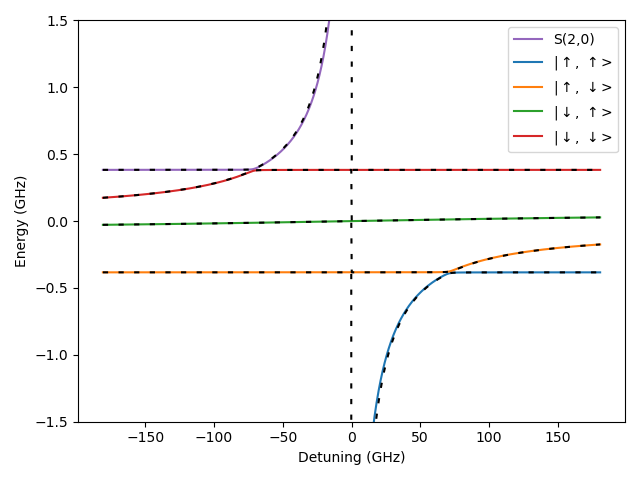 1.5
1.0
0.5
0.0
−0.5
−1.0
−1.5
Energy (GHz)
S(2,0)
|↑, ↑>
|↑, ↓>
|↓, ↑>
|↓, ↓>
−150 −100 −50 0 50 100 150
Detuning (GHz)